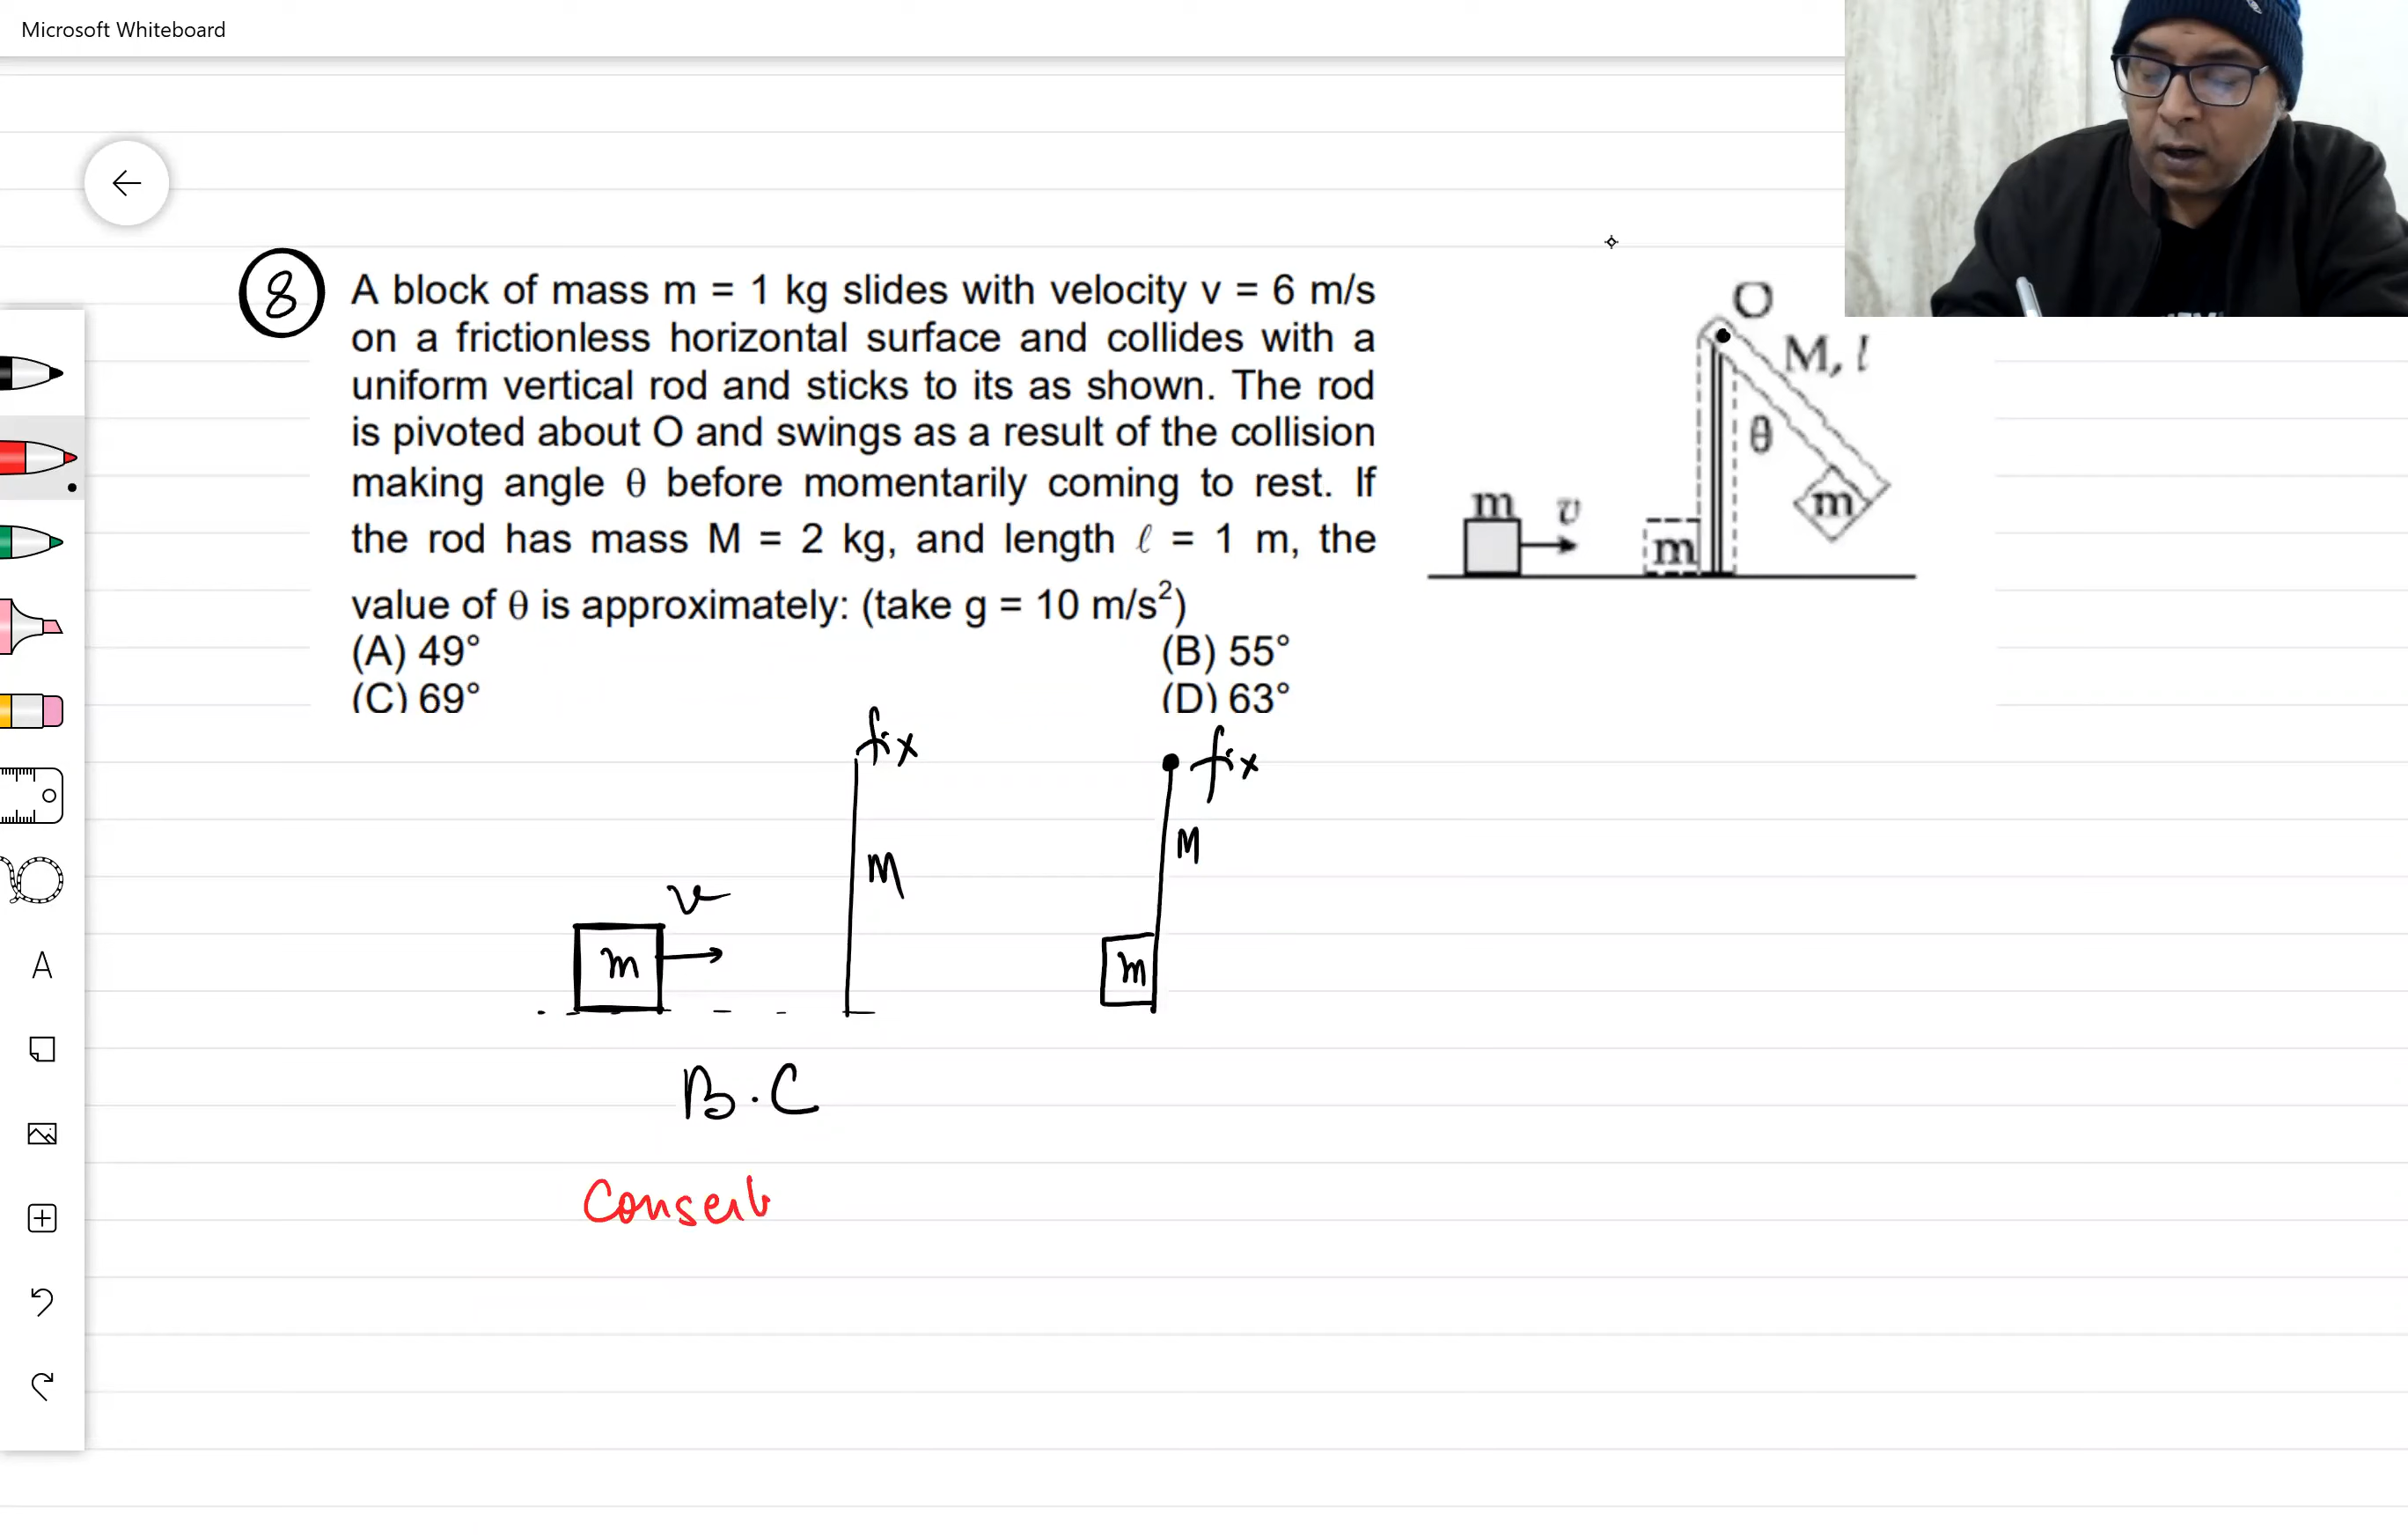 Microsoft Whiteboard
8
A block of mass m = 1 kg slides with velocity v = 6 m/s
on a frictionless horizontal surface and collides with a
uniform vertical rod and sticks to its as shown. The rod
is pivoted about O and swings as a result of the collision
making angle θ before momentarily coming to rest. If
the rod has mass M = 2 kg, and length ℓ = 1 m, the
value of θ is approximately: (take g = 10 m/s²)
(A) 49°
(B) 55°
(C) 69°
(D) 63°
O
M, l
θ
m
m
v
m
fix
M
v
m
fix
M
m
B.C
A